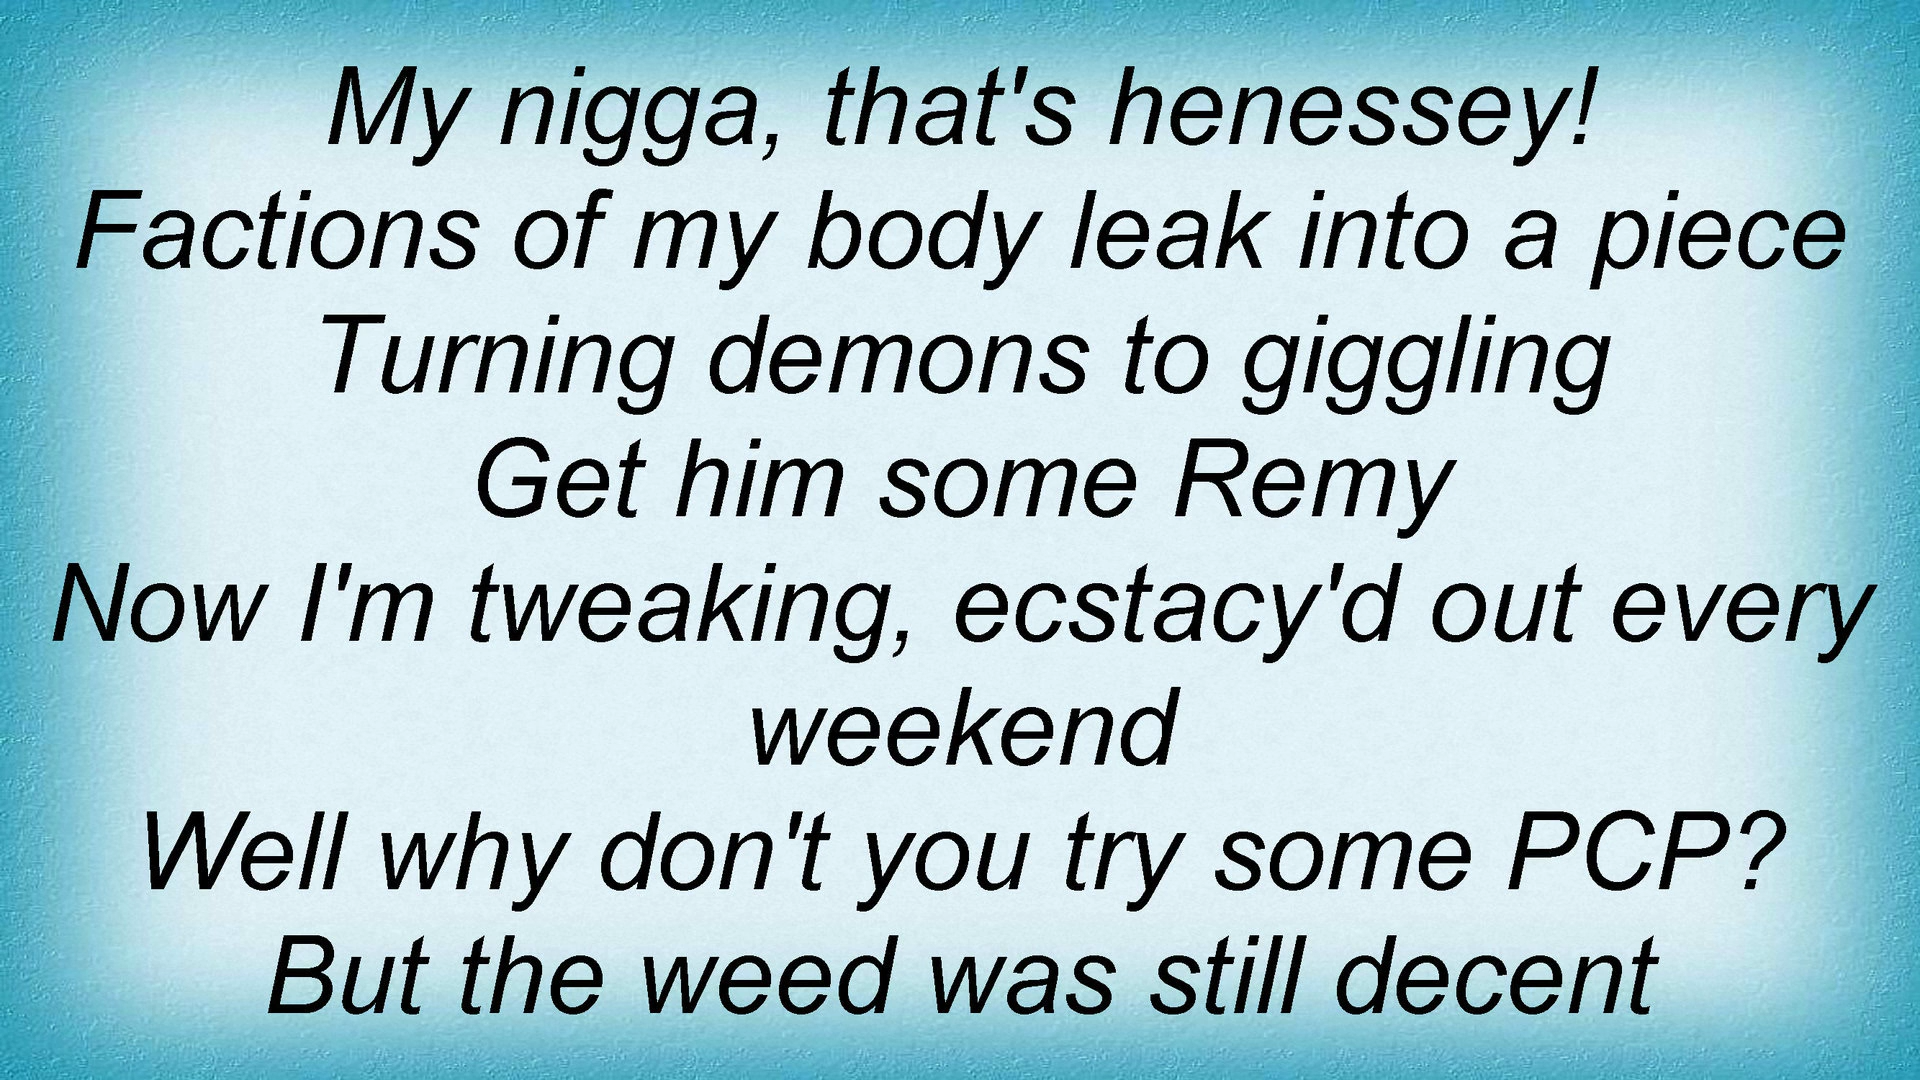 My nigga, that's henessey!
Factions of my body leak into a piece
Turning demons to giggling
Get him some Remy
Now I'm tweaking, ecstacy'd out every
weekend
Well why don't you try some PCP?
But the weed was still decent